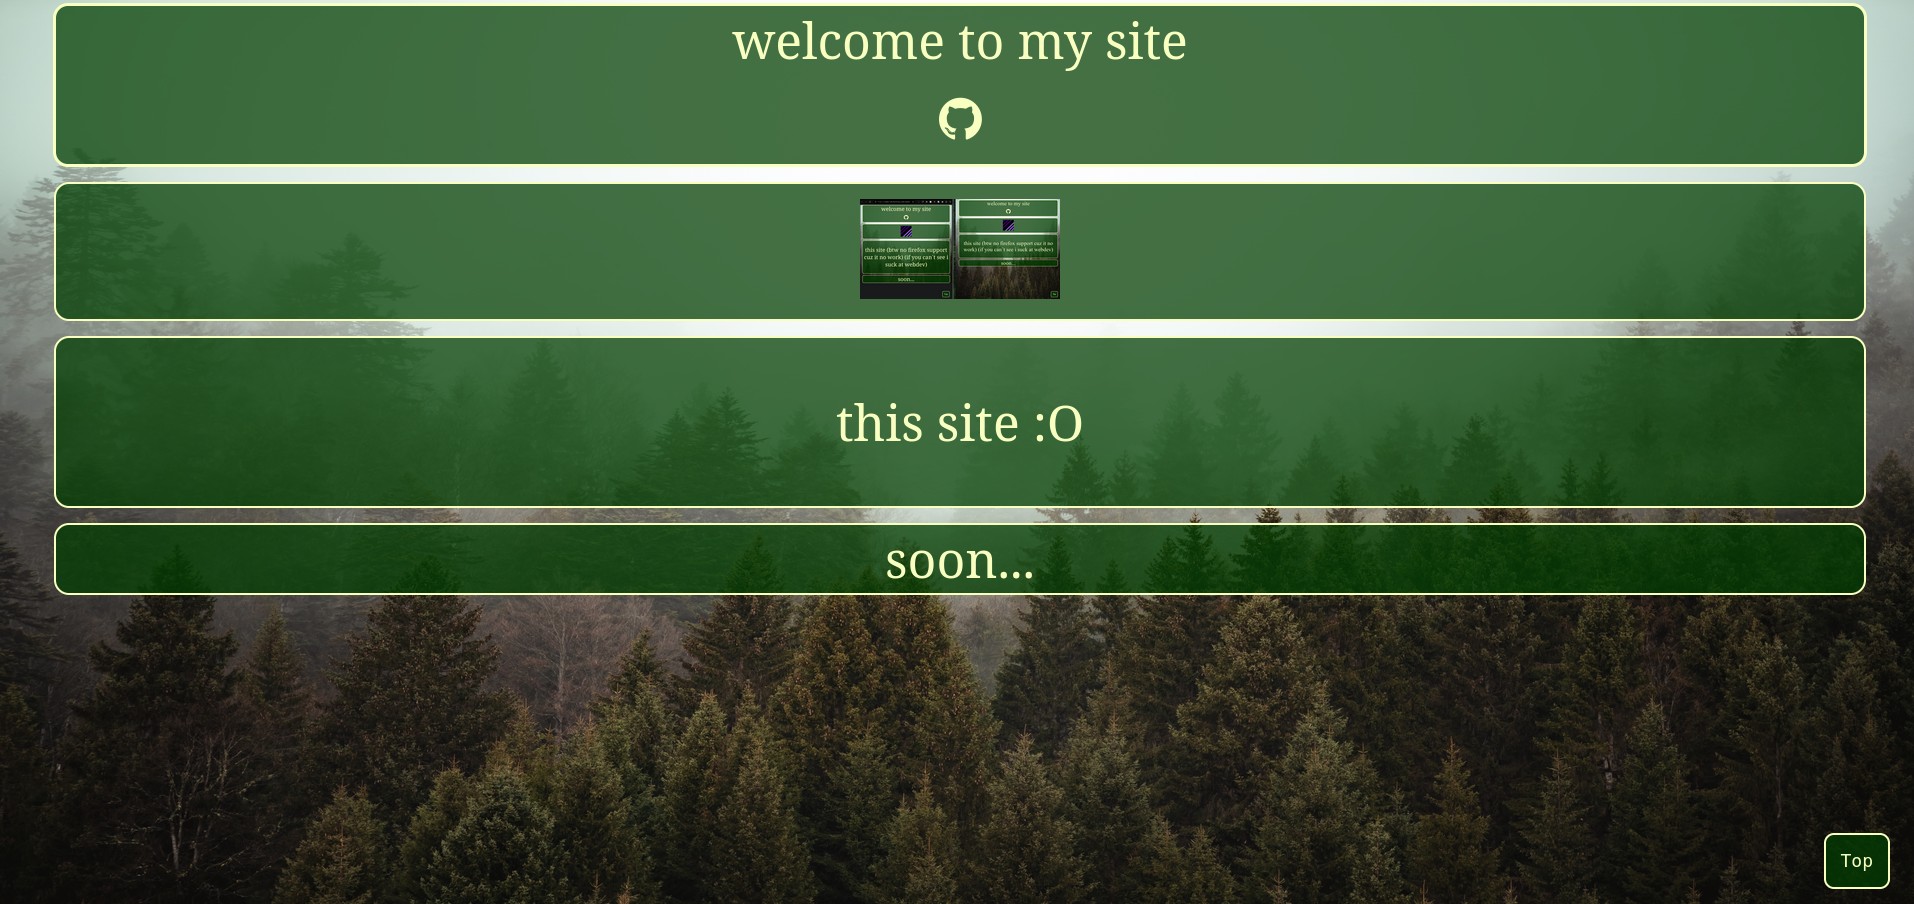 welcome to my site
welcome to my site
this site (btw no firefox support
cuz it no work) (if you can't see i
suck at webdev)
soon...
welcome to my site
this site (btw no firefox support cuz it no
work) (if you can't see i suck at webdev)
soon...
this site :O
soon...
Top